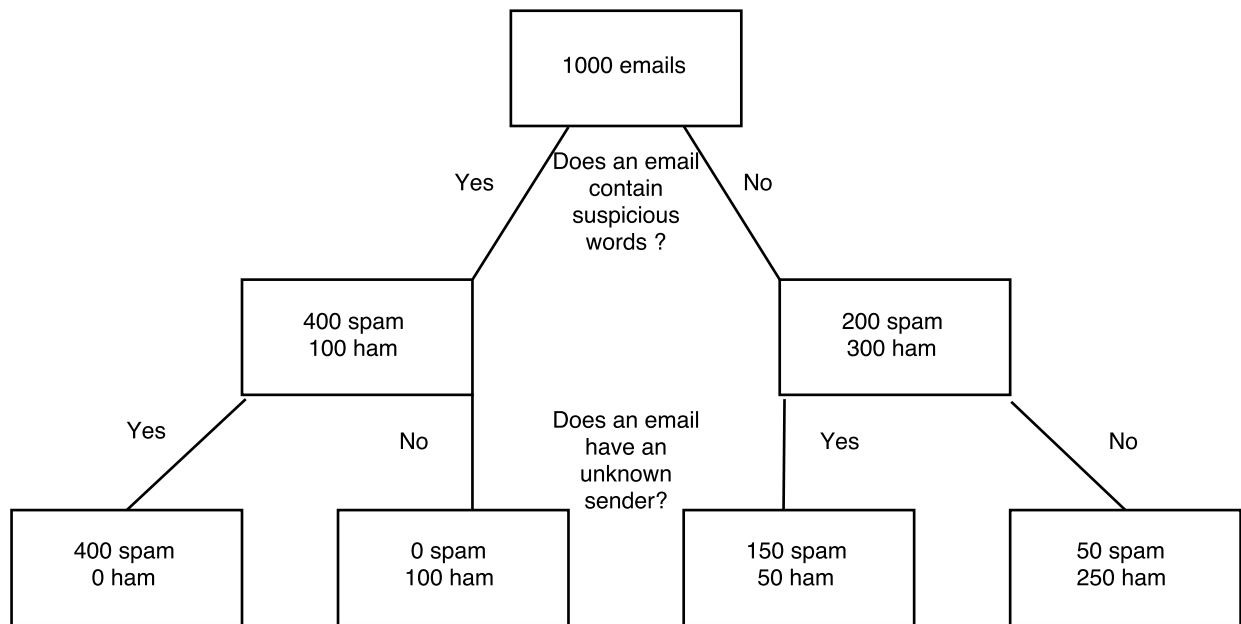 1000 emails
Yes
Does an email
contain
suspicious
words ?
No
400 spam
100 ham
200 spam
300 ham
Yes
No
Does an email
have an
unknown
sender?
Yes
No
400 spam
0 ham
0 spam
100 ham
150 spam
50 ham
50 spam
250 ham